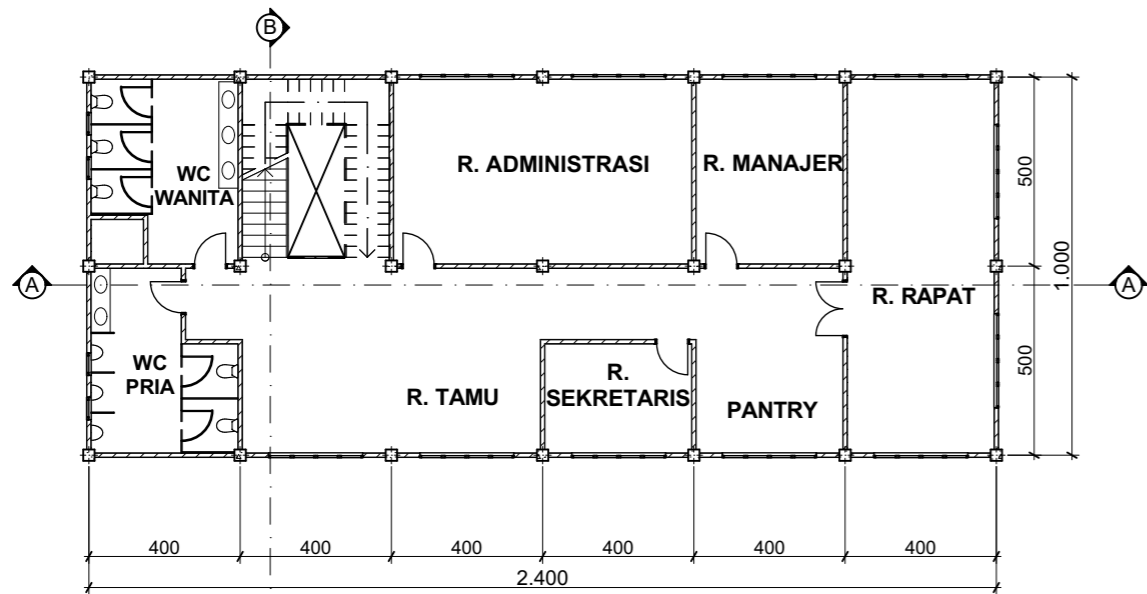 B
R. ADMINISTRASI
R. MANAJER
WC
WANITA
500
A
R. RAPAT
1.000
A
WC
PRIA
R. TAMU
R.
SEKRETARIS
PANTRY
500
400
400
400
400
400
400
2.400